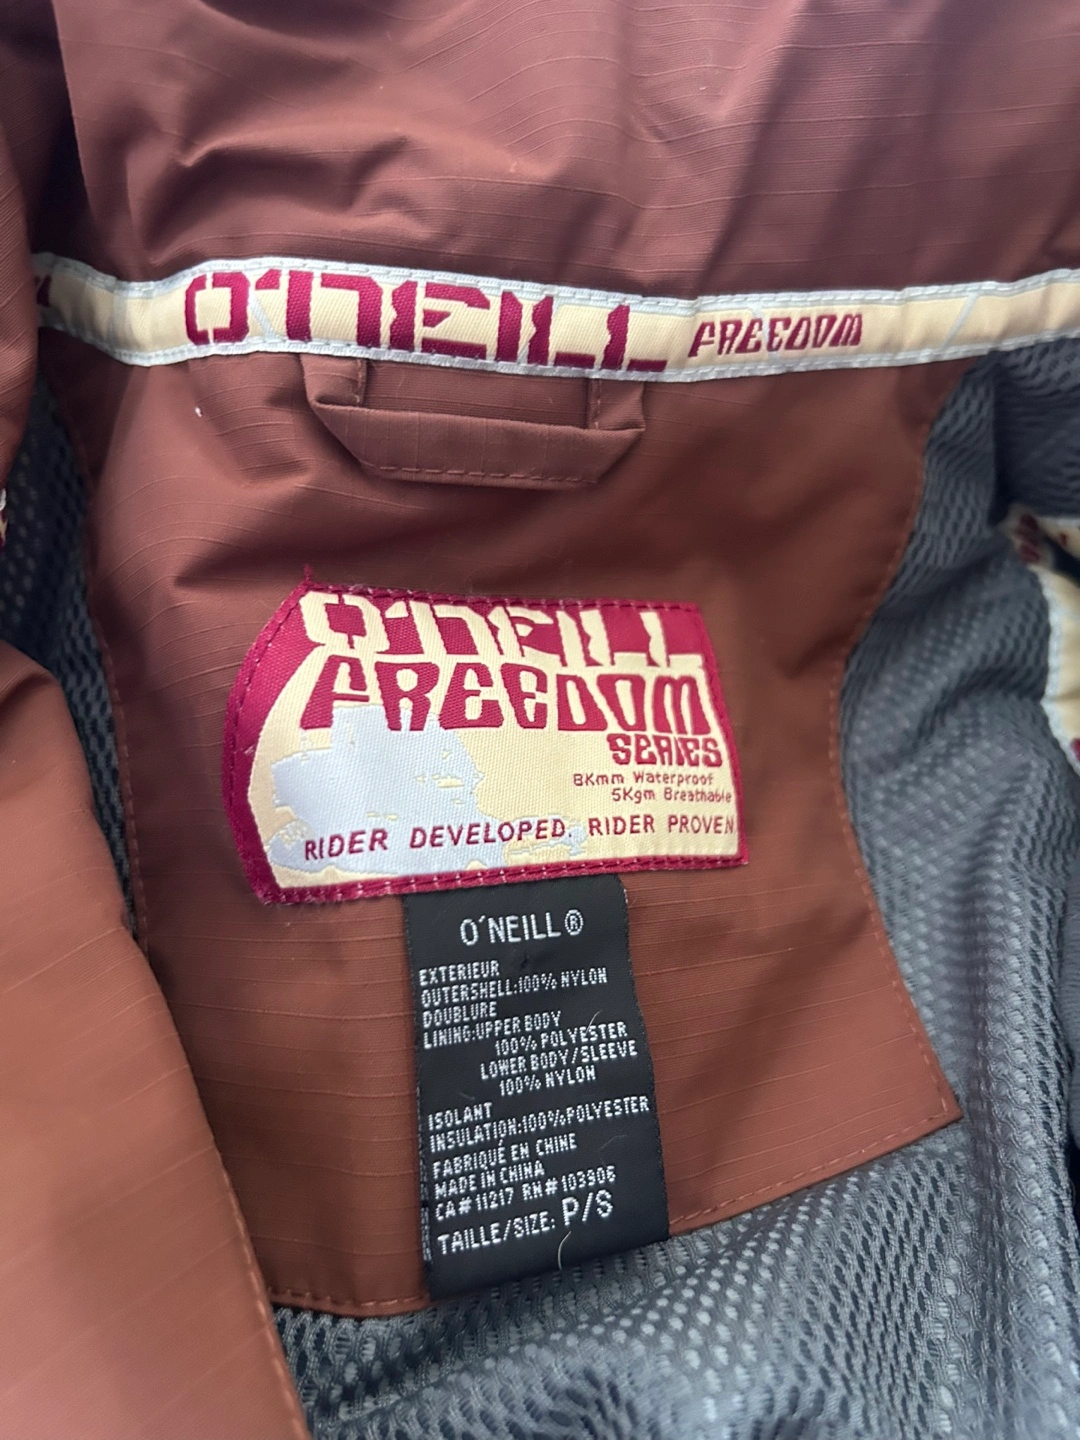 O'NEILL FREEDOM
O'NEILL
FREEDOM
SERIES
8Kmm Waterproof
5Kgm Breathable
RIDER DEVELOPED. RIDER PROVEN
O'NEILL®
EXTERIEUR
OUTERSHELL:100% NYLON
DOUBLURE
LINING:UPPER BODY
100% POLYESTER
LOWER BODY/SLEEVE
100% NYLON
ISOLANT
INSULATION:100%POLYESTER
FABRIQUÉ EN CHINE
MADE IN CHINA
CA# 11217 RN# 103906
TAILLE/SIZE: P/S